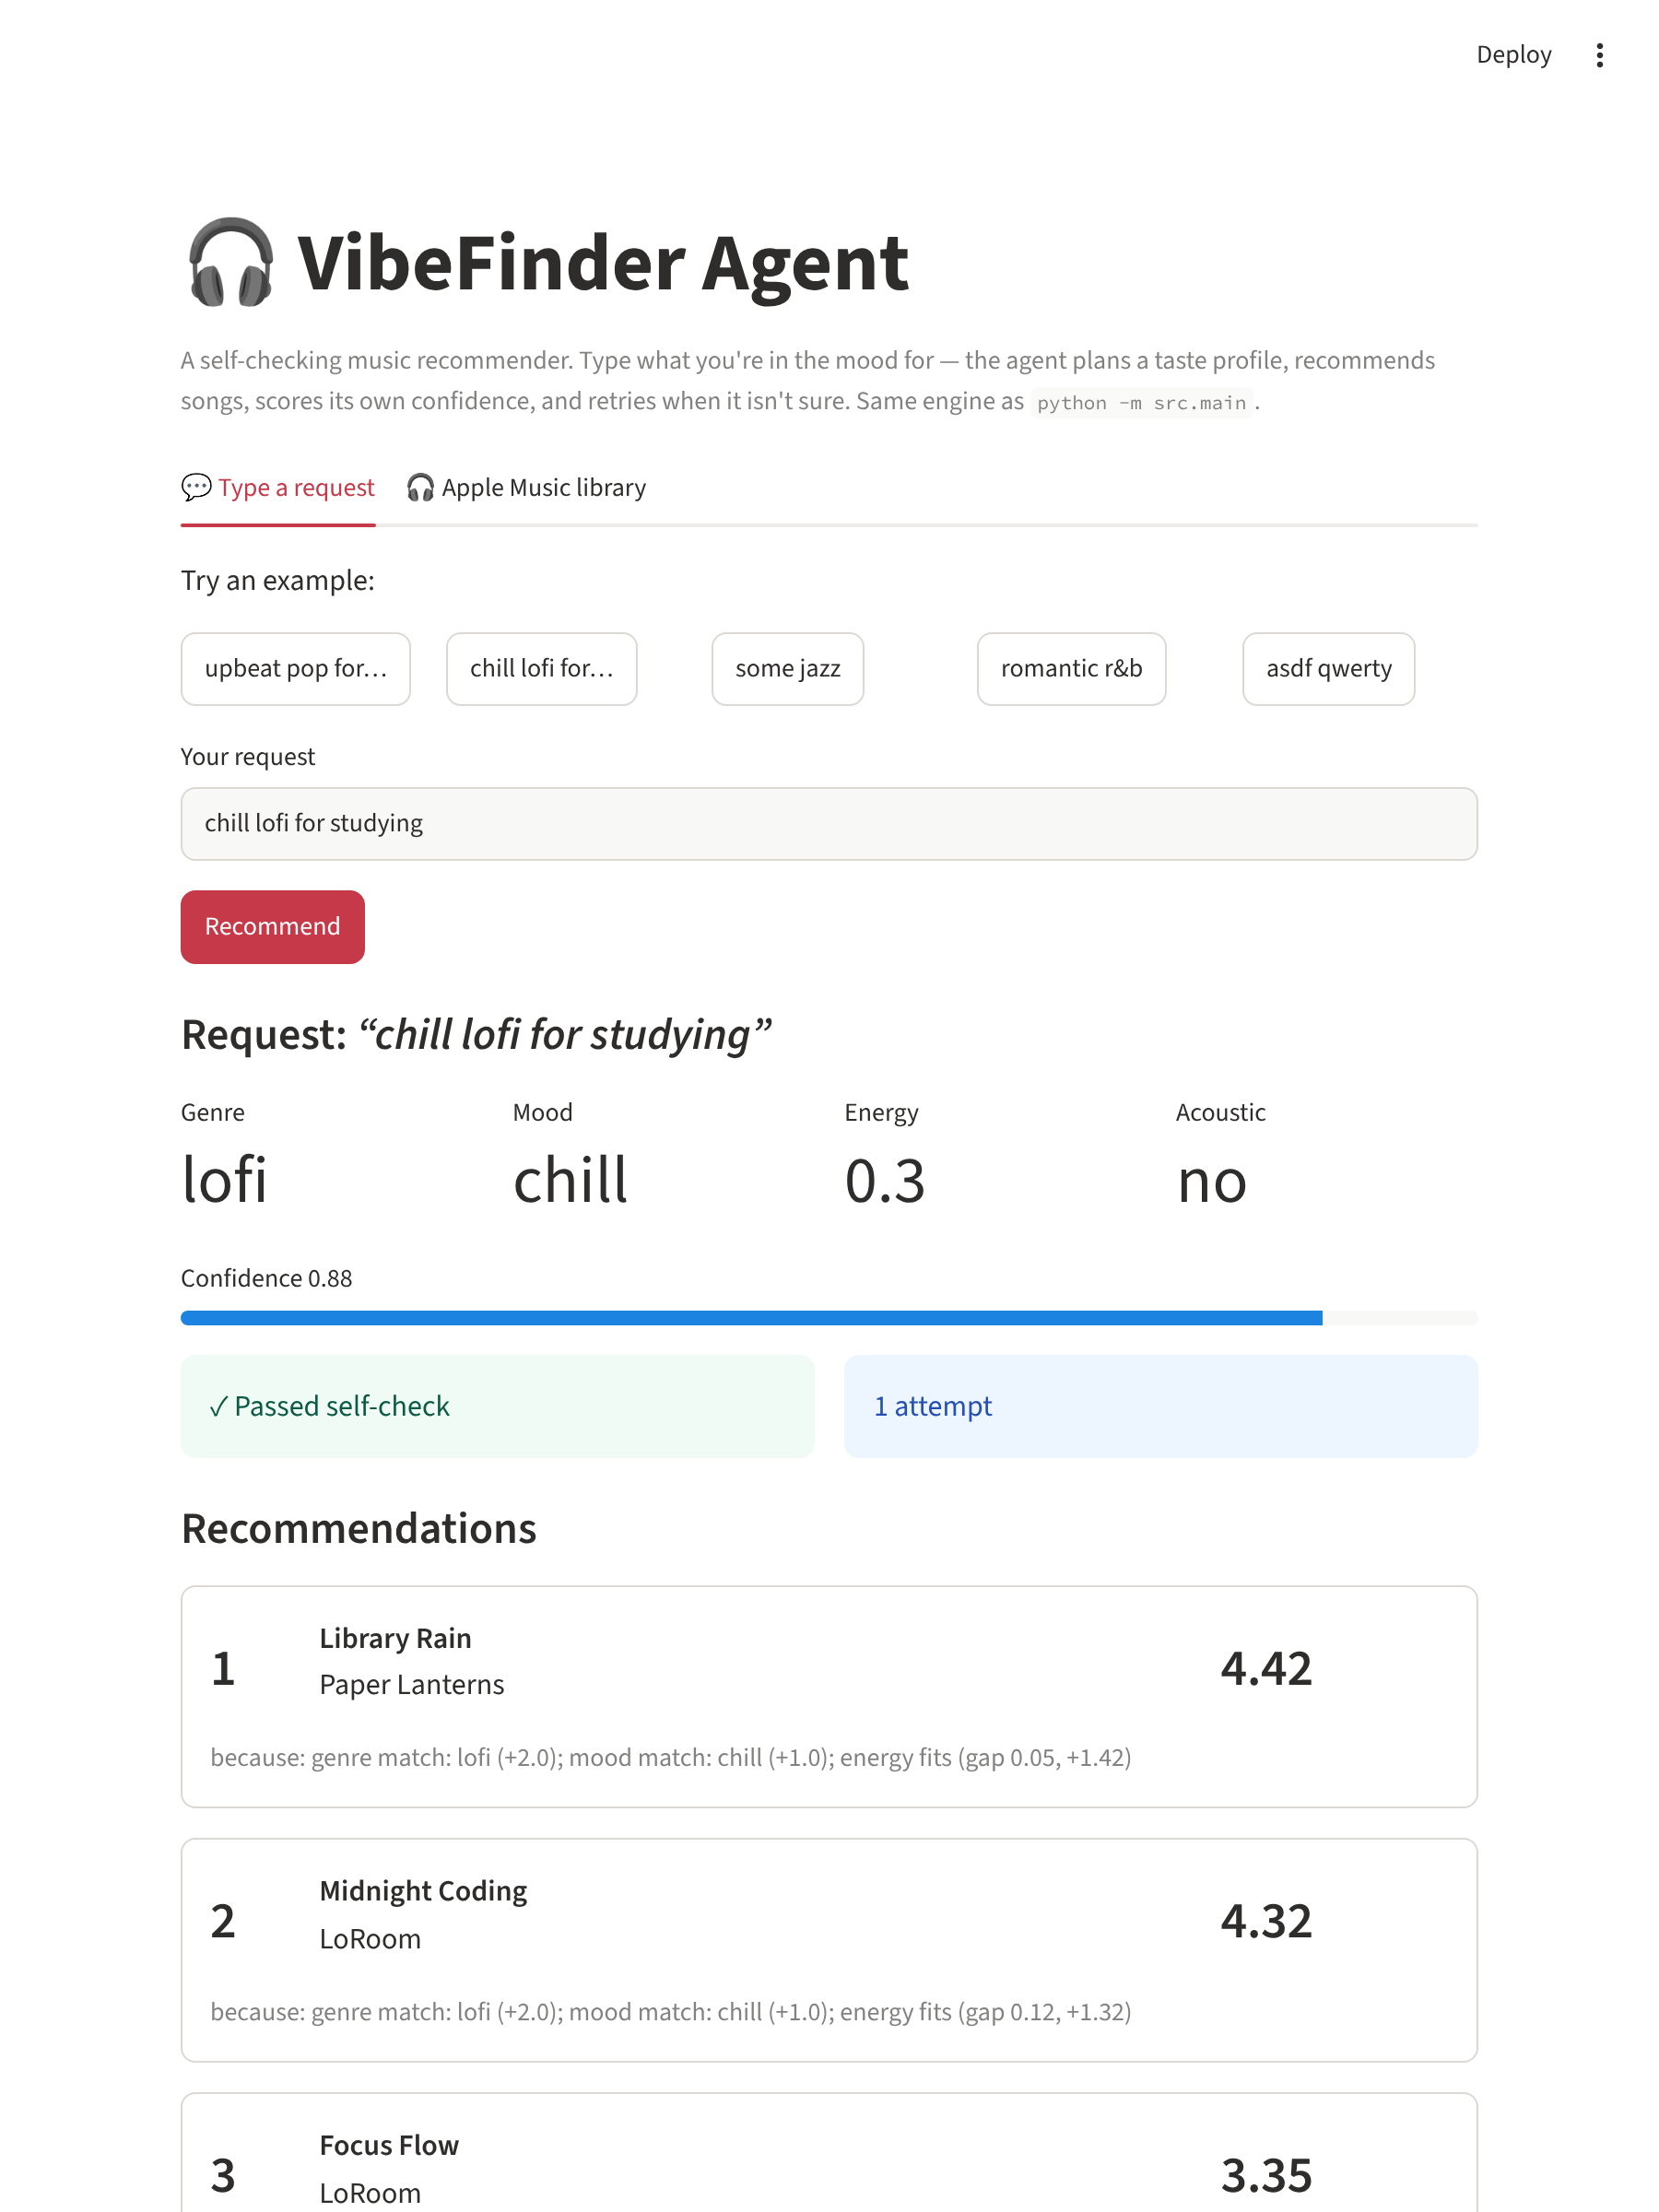 Deploy
VibeFinder Agent
A self-checking music recommender. Type what you're in the mood for — the agent plans a taste profile, recommends
songs, scores its own confidence, and retries when it isn't sure. Same engine as python -m src.main.
Type a request
Apple Music library
Try an example:
upbeat pop for…
chill lofi for…
some jazz
romantic r&b
asdf qwerty
Your request
chill lofi for studying
Recommend
Request: “chill lofi for studying”
Genre
Mood
Energy
Acoustic
lofi
chill
0.3
no
Confidence 0.88
✓ Passed self-check
1 attempt
Recommendations
1
Library Rain
Paper Lanterns
4.42
because: genre match: lofi (+2.0); mood match: chill (+1.0); energy fits (gap 0.05, +1.42)
2
Midnight Coding
LoRoom
4.32
because: genre match: lofi (+2.0); mood match: chill (+1.0); energy fits (gap 0.12, +1.32)
3
Focus Flow
LoRoom
3.35